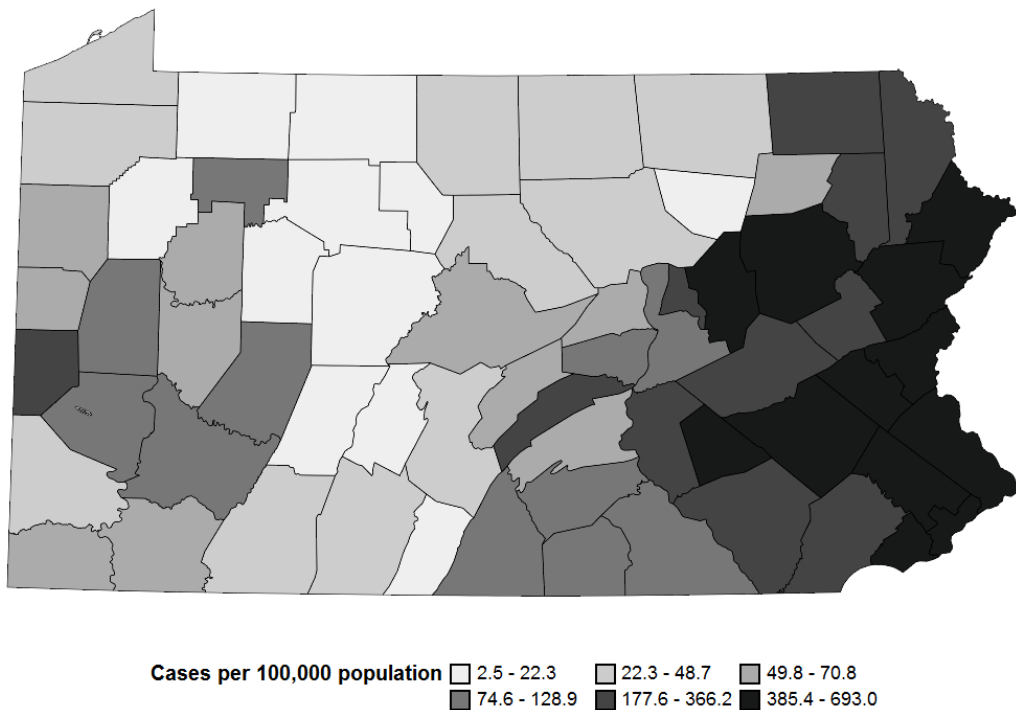 Cases per 100,000 population 2.5 - 22.3 22.3 - 48.7 49.8 - 70.8
74.6 - 128.9 177.6 - 366.2 385.4 - 693.0